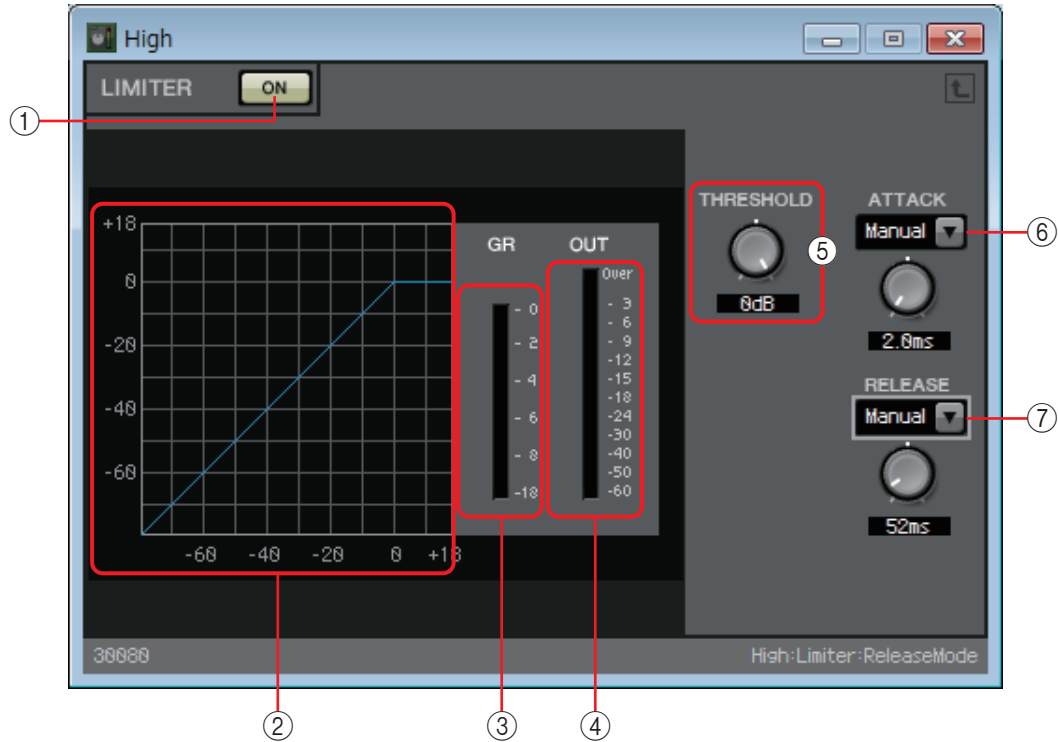 High
LIMITER ON
①
+18
0
-20
-40
-60
-60 -40 -20 0 +18
GR
- 0
- 2
- 4
- 6
- 8
-18
OUT
Over
- 3
- 6
- 9
-12
-15
-18
-24
-30
-40
-50
-60
THRESHOLD
⑤
0dB
ATTACK
Manual
⑥
2.0ms
RELEASE
Manual
⑦
52ms
30080
High:Limiter:ReleaseMode
②
③
④